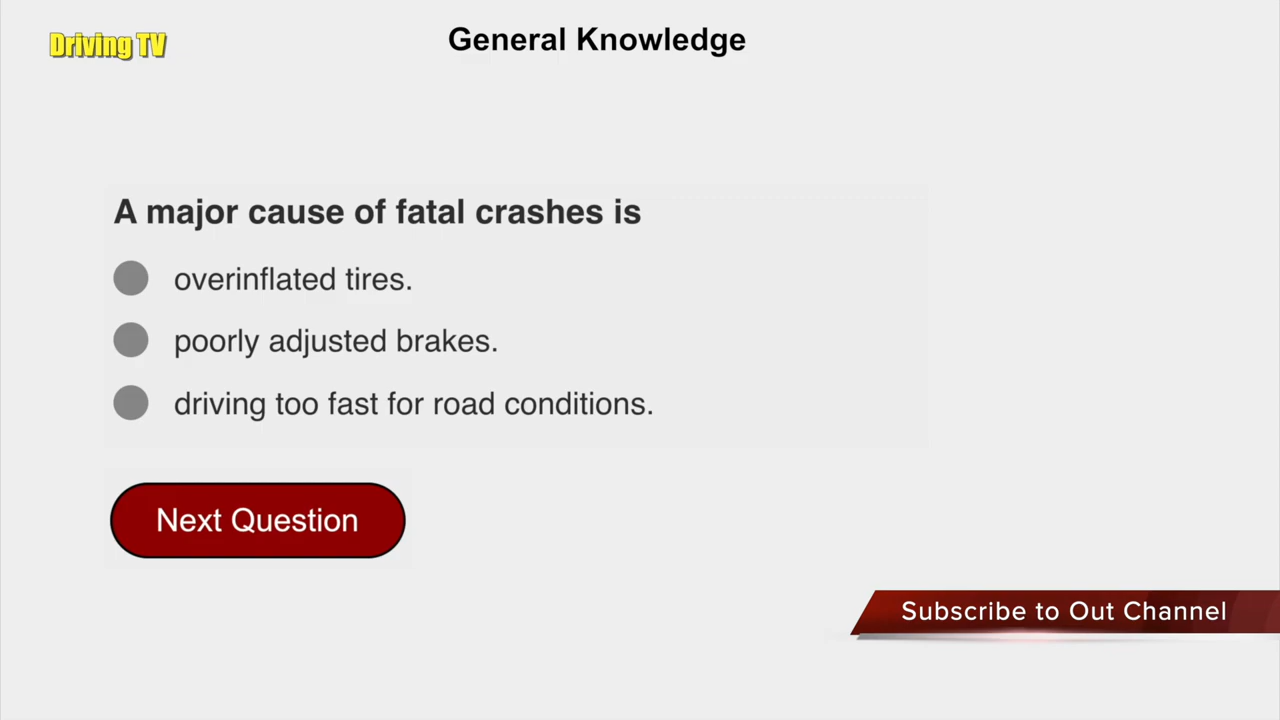 Driving TV
General Knowledge
A major cause of fatal crashes is
overinflated tires.
poorly adjusted brakes.
driving too fast for road conditions.
Next Question
Subscribe to Out Channel